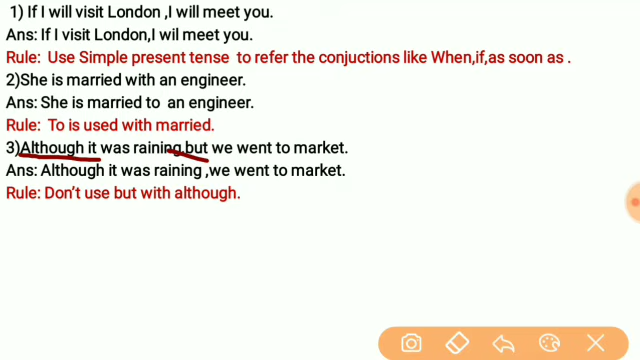 1) If I will visit London ,I will meet you.
Ans: If I visit London,I wil meet you.
Rule: Use Simple present tense to refer the conjuctions like When,if,as soon as .
2)She is married with an engineer.
Ans: She is married to an engineer.
Rule: To is used with married.
3)Although it was raining,but we went to market.
Ans: Although it was raining ,we went to market.
Rule: Don't use but with although.